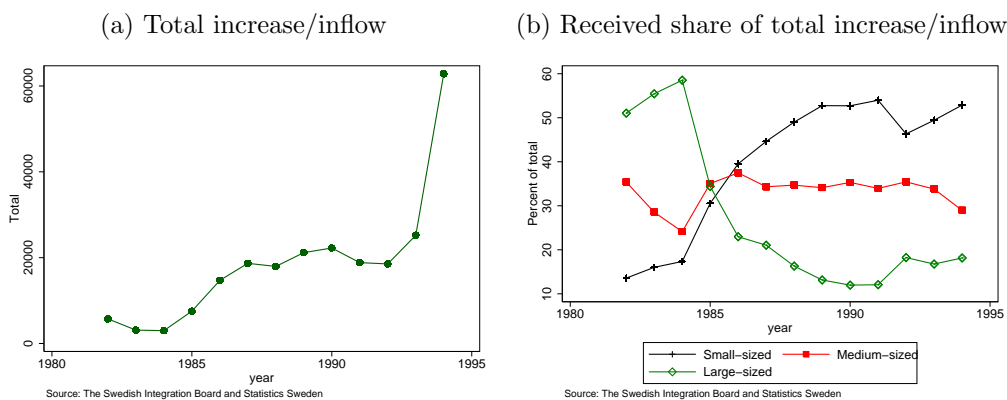 (a) Total increase/inflow
60000
40000
20000
0
Total
1980
1985
1990
1995
year
Source: The Swedish Integration Board and Statistics Sweden
(b) Received share of total increase/inflow
60
50
40
30
20
10
Percent of total
1980
1985
1990
1995
year
Small−sized
Medium−sized
Large−sized
Source: The Swedish Integration Board and Statistics Sweden